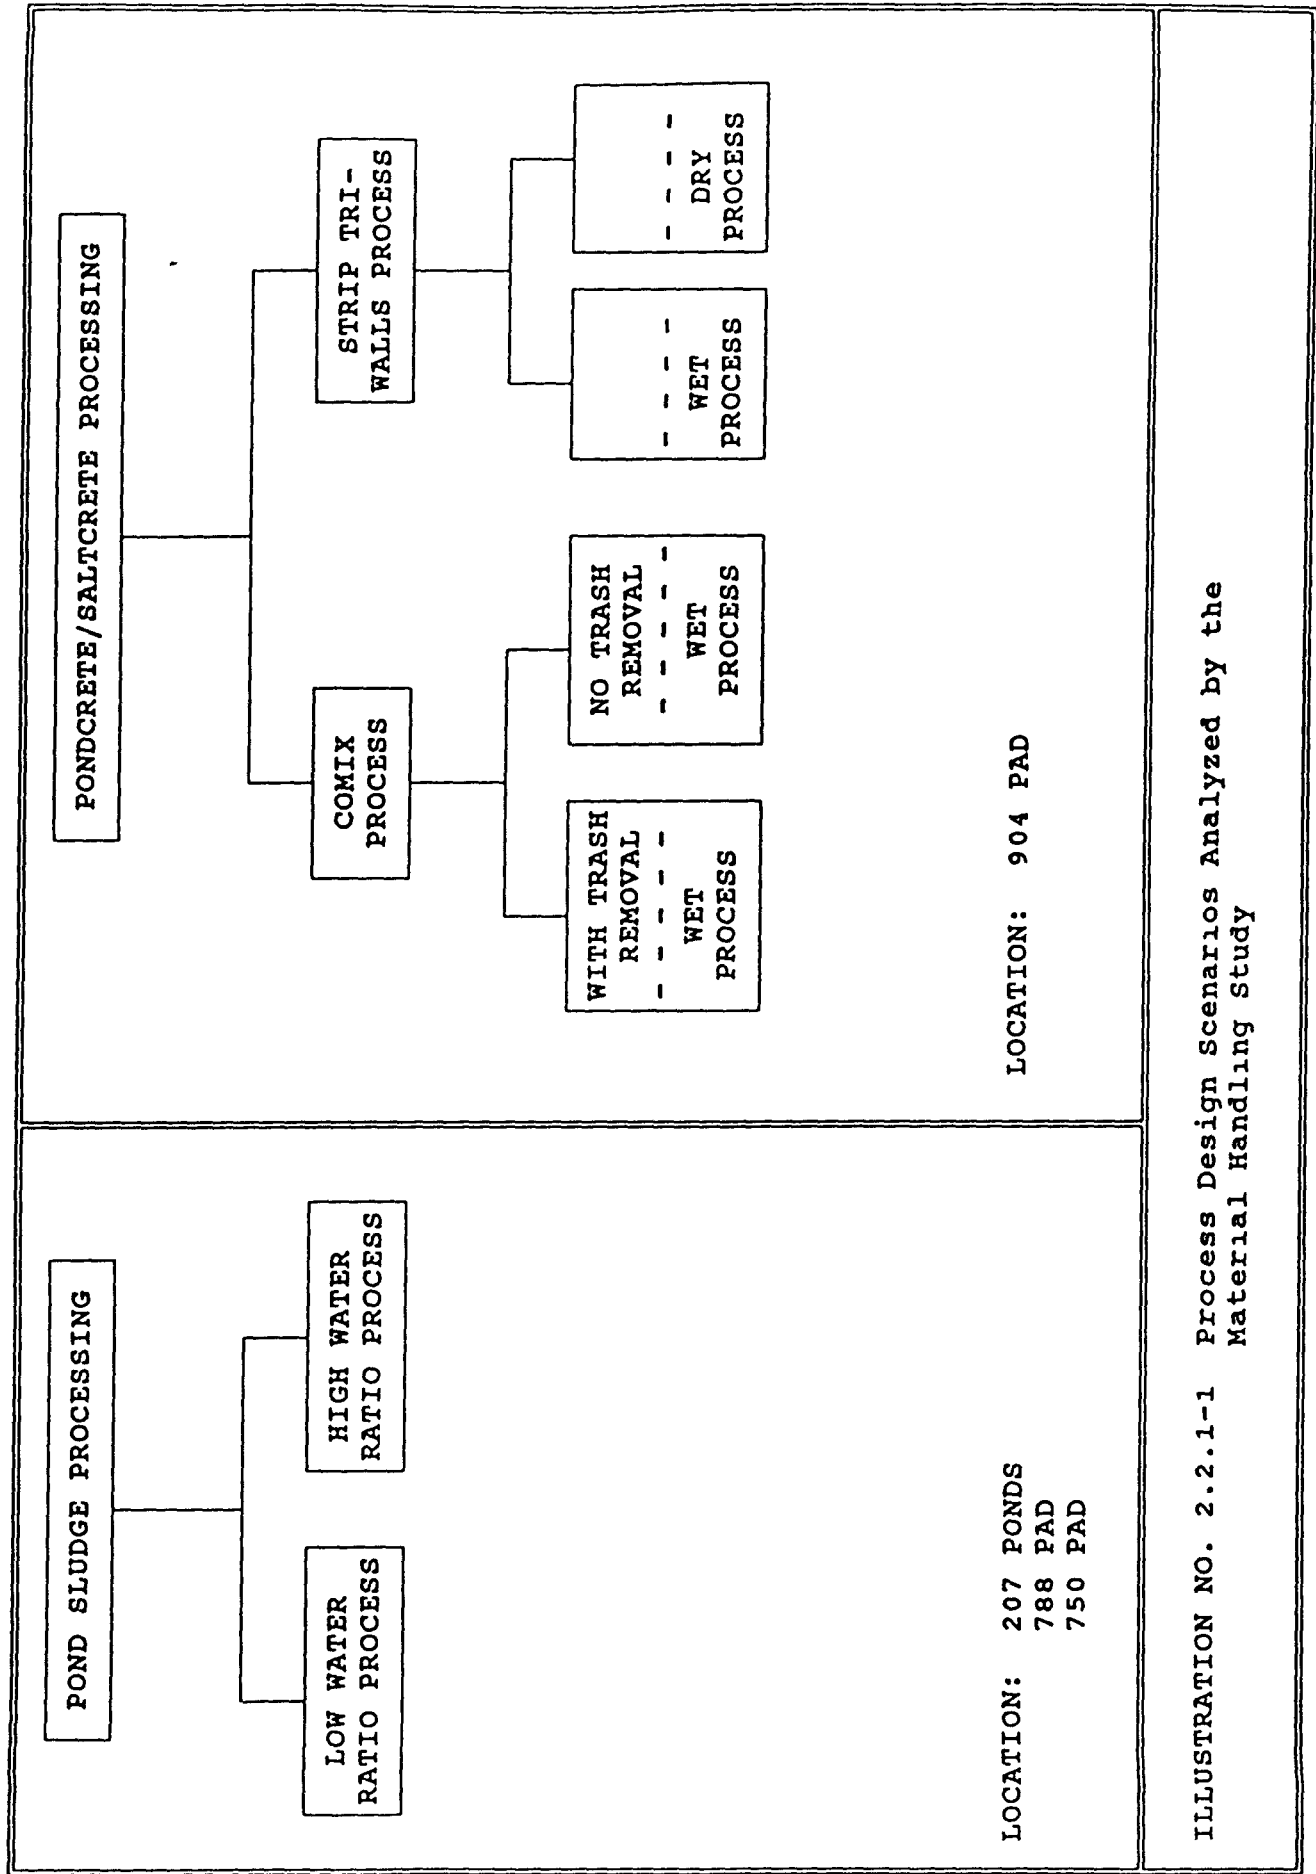 POND SLUDGE PROCESSING
LOW WATER
RATIO PROCESS
HIGH WATER
RATIO PROCESS
LOCATION: 207 PONDS
788 PAD
750 PAD
PONDCRETE/SALTCRETE PROCESSING
COMIX
PROCESS
STRIP TRI-
WALLS PROCESS
WITH TRASH
REMOVAL
- - - - -
WET
PROCESS
NO TRASH
REMOVAL
- - - - -
WET
PROCESS
- - - -
WET
PROCESS
- - - -
DRY
PROCESS
LOCATION: 904 PAD
ILLUSTRATION NO. 2.2.1-1 Process Design Scenarios Analyzed by the
Material Handling Study